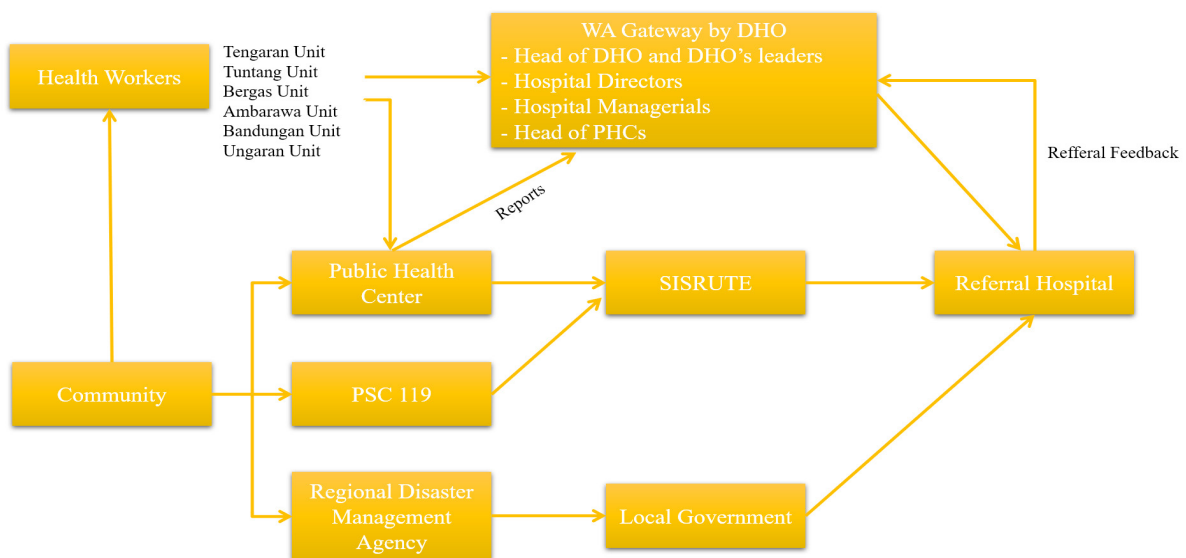 WA Gateway by DHO
- Head of DHO and DHO's leaders
- Hospital Directors
- Hospital Managerials
- Head of PHCs
Health Workers
Tengaran Unit
Tuntang Unit
Bergas Unit
Ambarawa Unit
Bandungan Unit
Ungaran Unit
Refferal Feedback
Reports
Public Health
Center
SISRUTE
Referral Hospital
Community
PSC 119
Regional Disaster
Management
Agency
Local Government